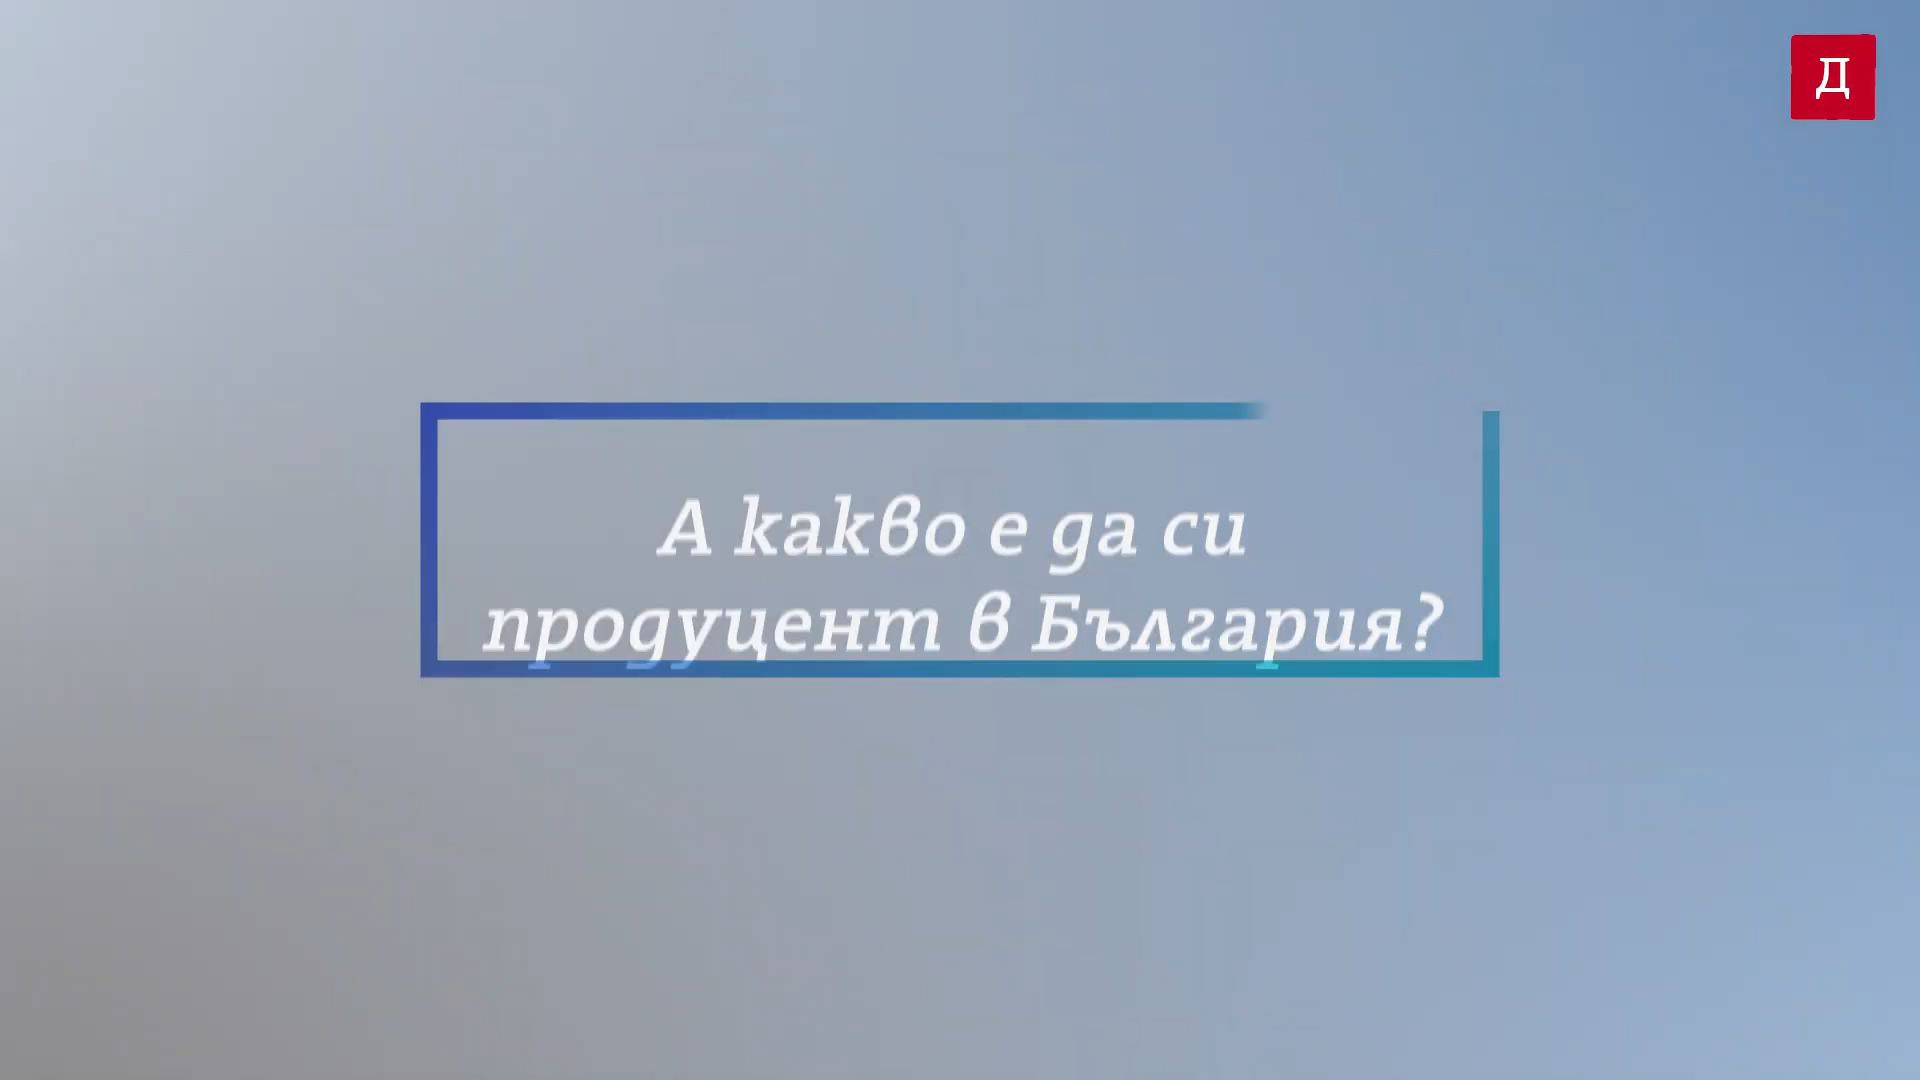 Д
А какво е да си
продуцент в България?